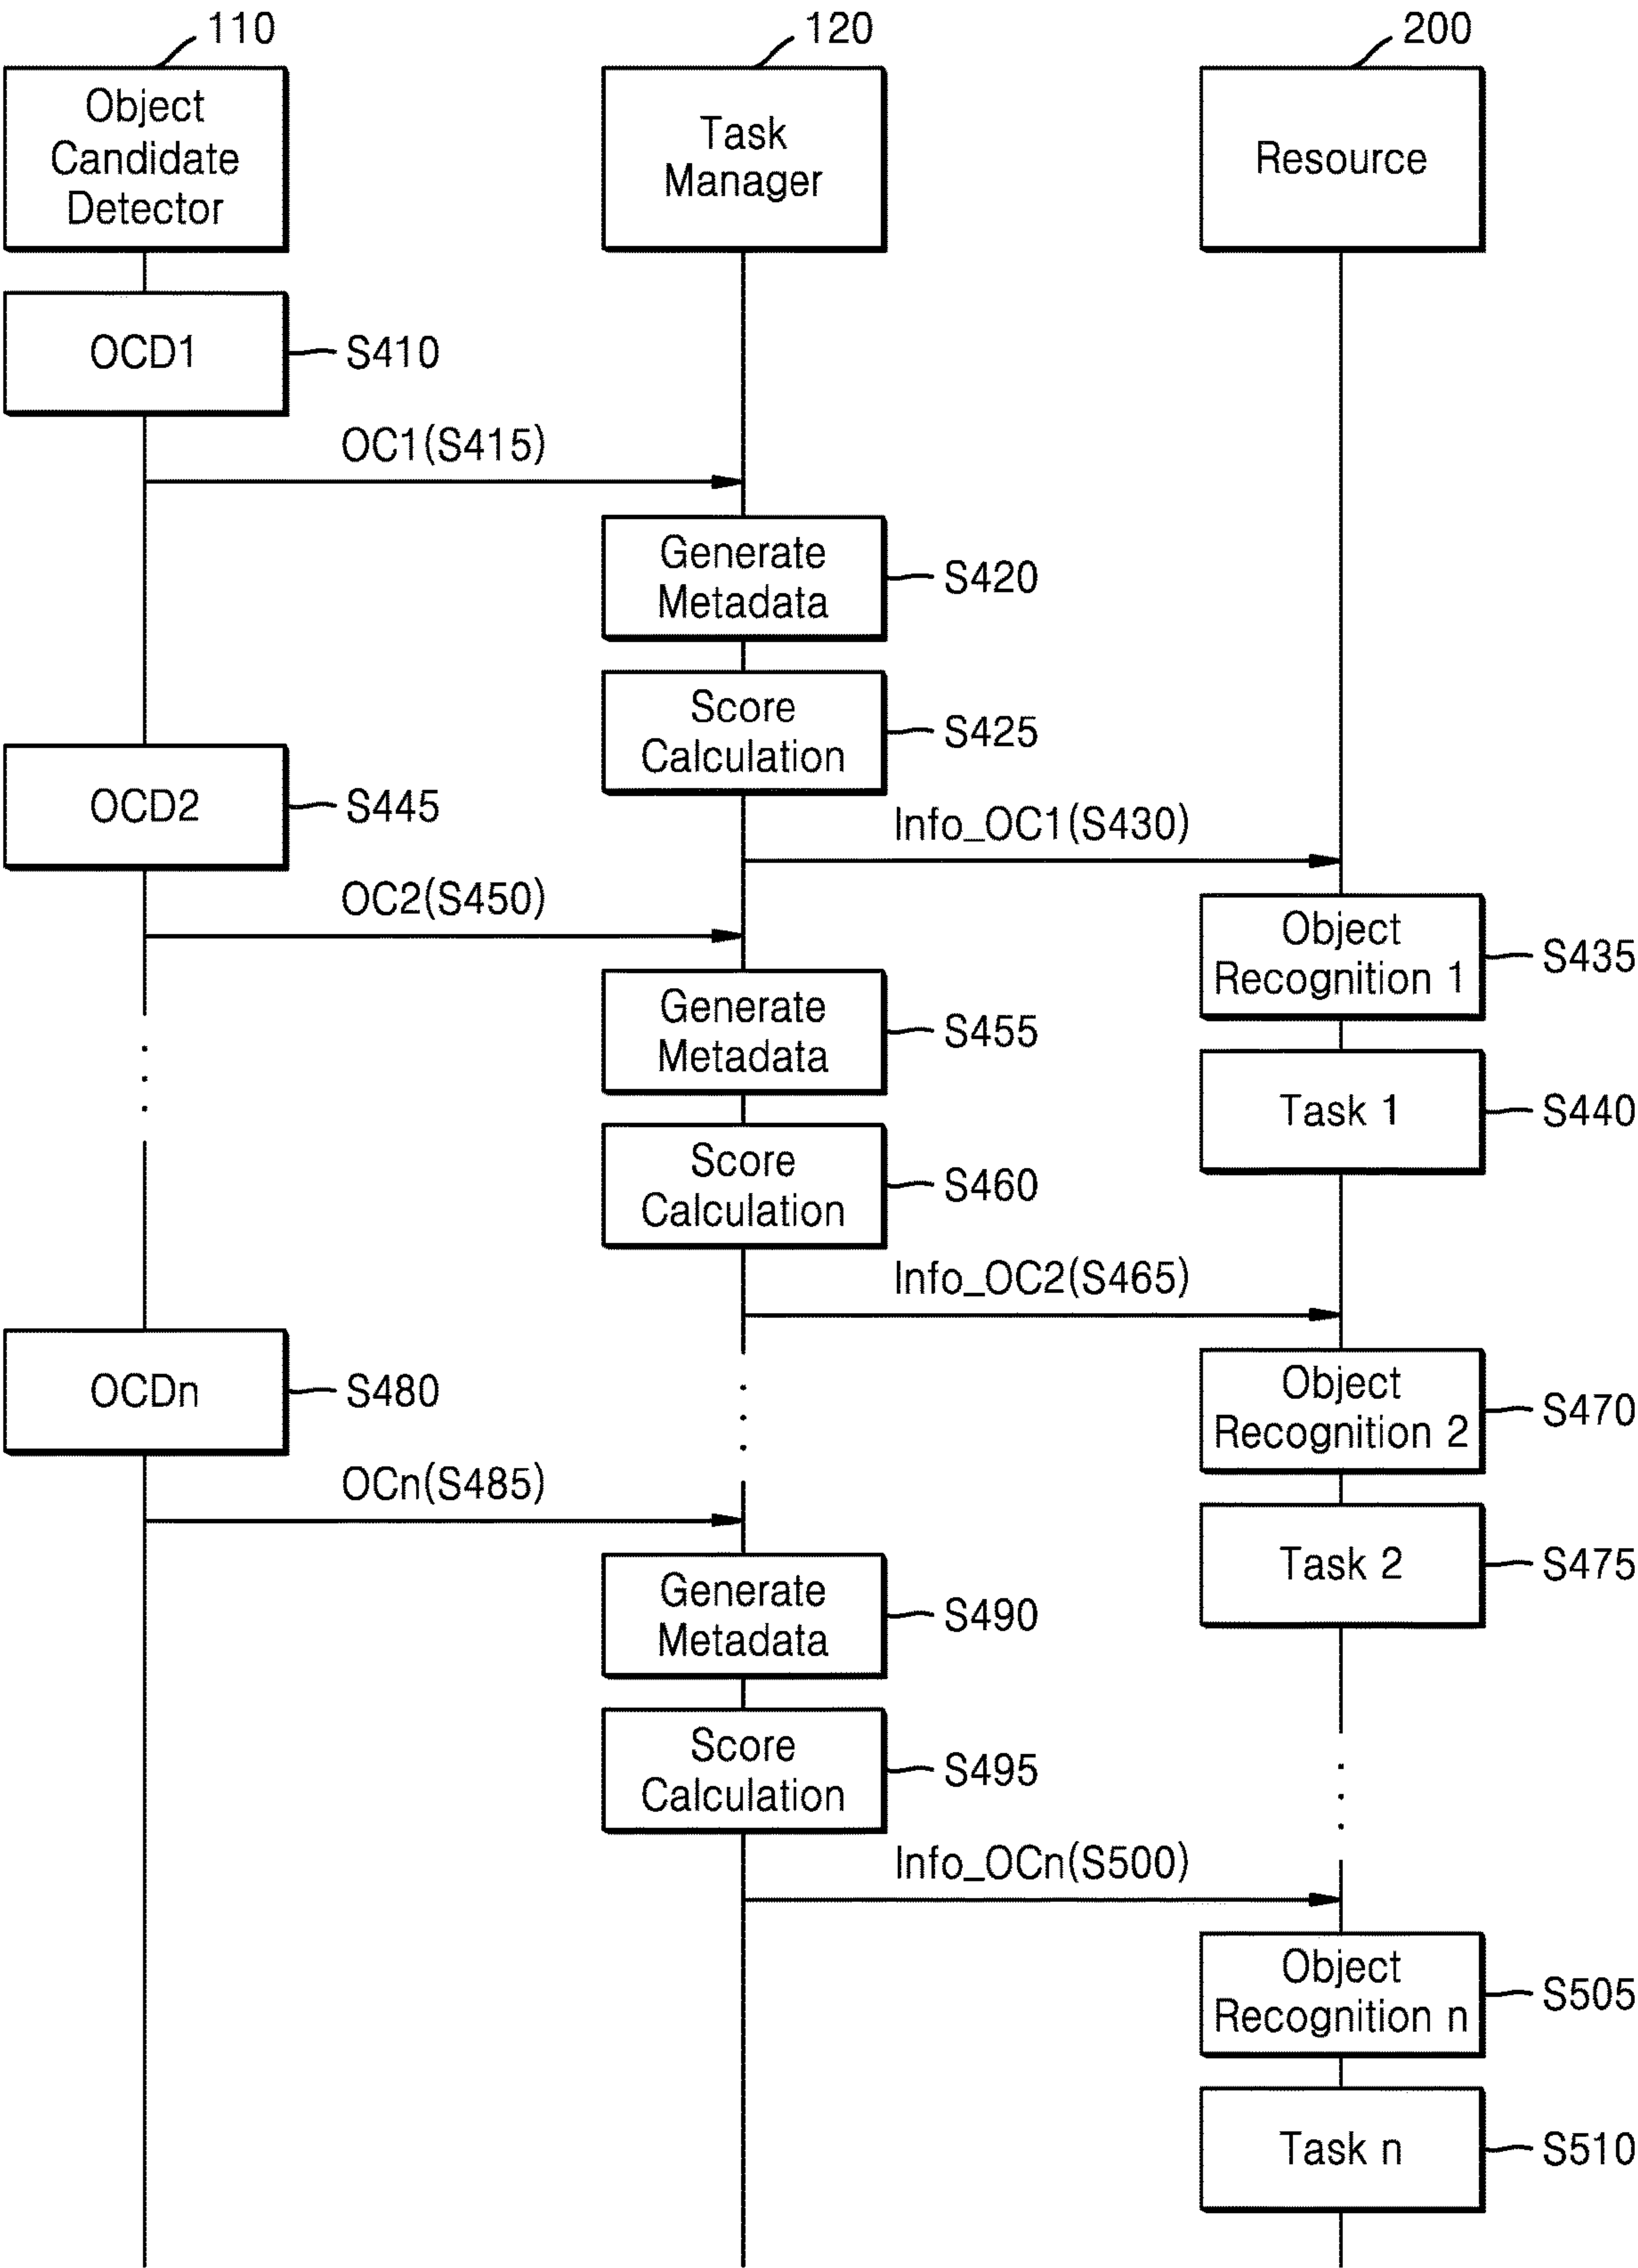 110
120
200
Object
Candidate
Detector
Task
Manager
Resource
OCD1
S410
OC1(S415)
Generate
Metadata
S420
Score
Calculation
S425
OCD2
S445
Info_OC1(S430)
OC2(S450)
Object
Recognition 1
S435
Generate
Metadata
S455
Task 1
S440
Score
Calculation
S460
Info_OC2(S465)
OCDn
S480
Object
Recognition 2
S470
OCn(S485)
Task 2
S475
Generate
Metadata
S490
Score
Calculation
S495
Info_OCn(S500)
Object
Recognition n
S505
Task n
S510